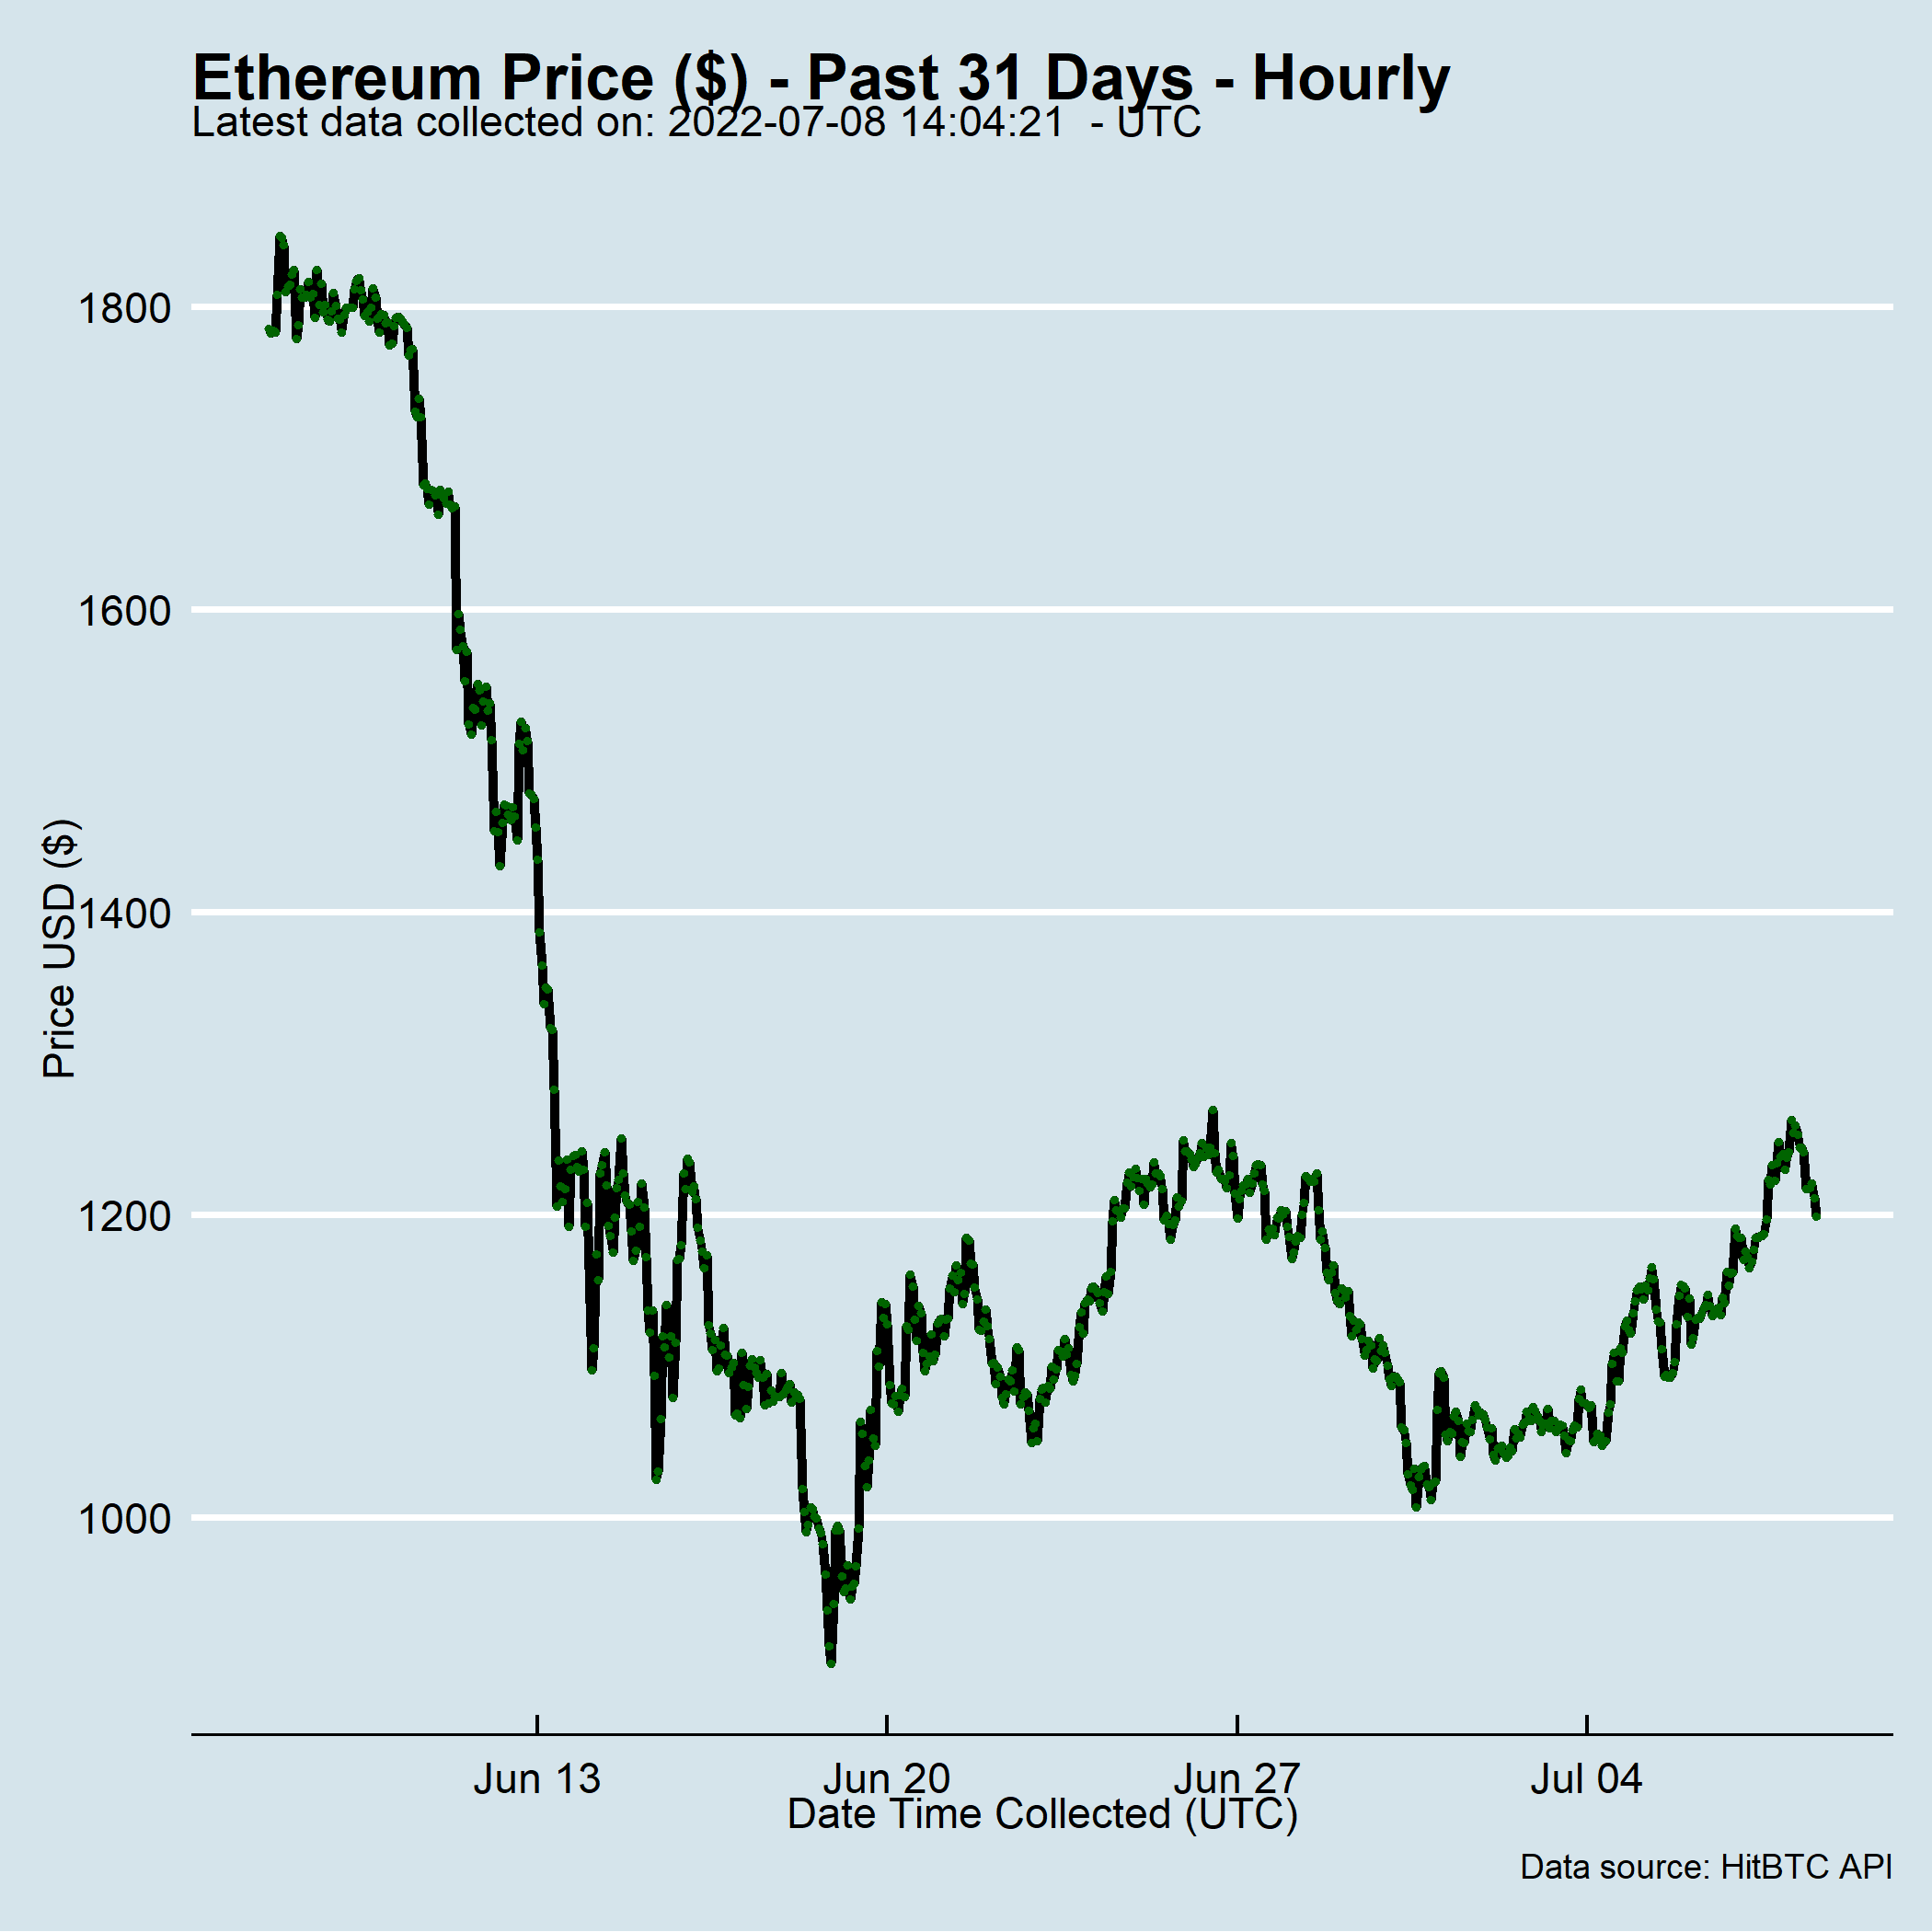 Ethereum Price ($) - Past 31 Days - Hourly
Latest data collected on: 2022-07-08 14:04:21  - UTC
1800
1600
1400
1200
1000
Price USD ($)
Jun 13
Jun 20
Jun 27
Jul 04
Date Time Collected (UTC)
Data source: HitBTC API